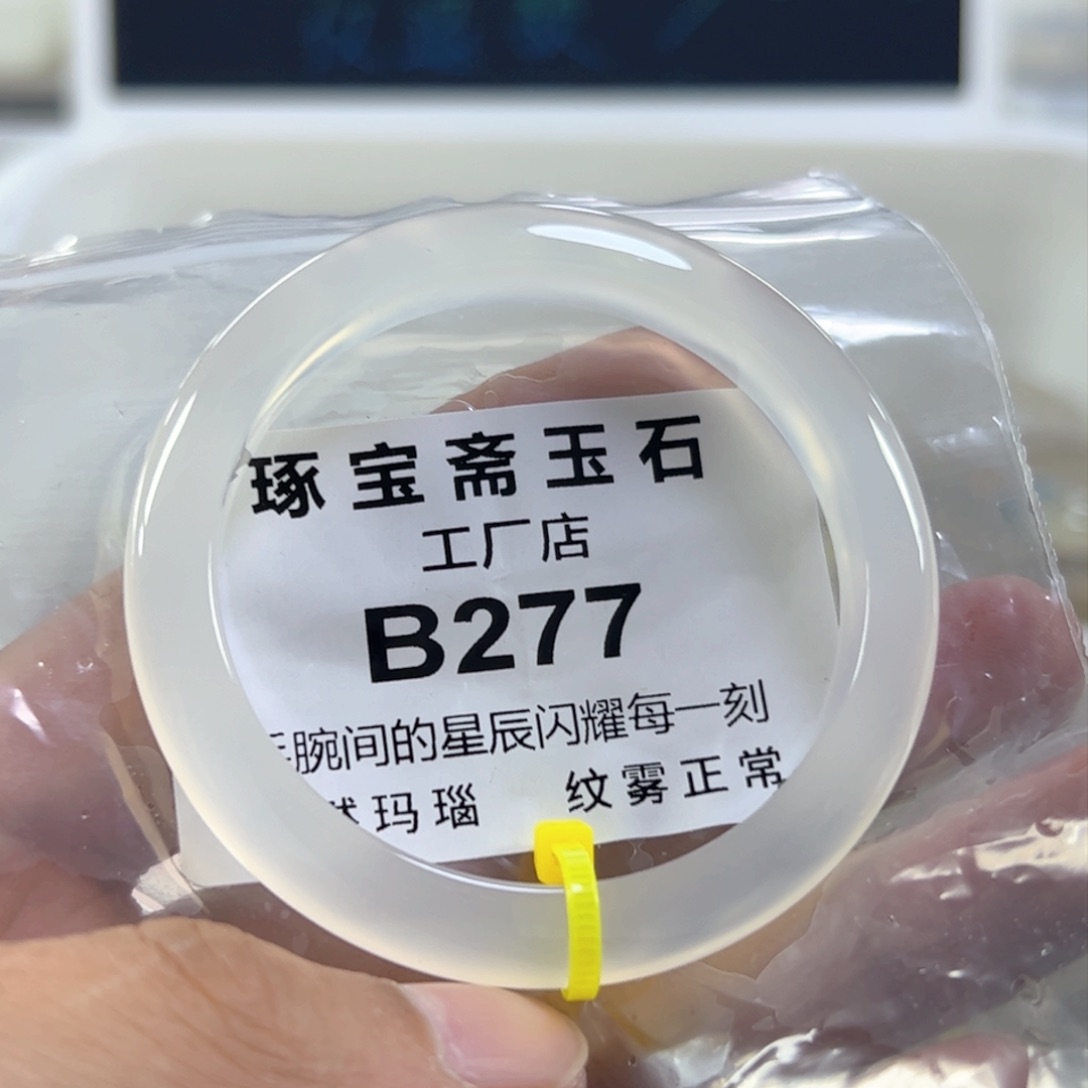 琢宝斋玉石
工厂店
B277
腕间的星辰闪耀每一刻
玛瑙 纹雾正常